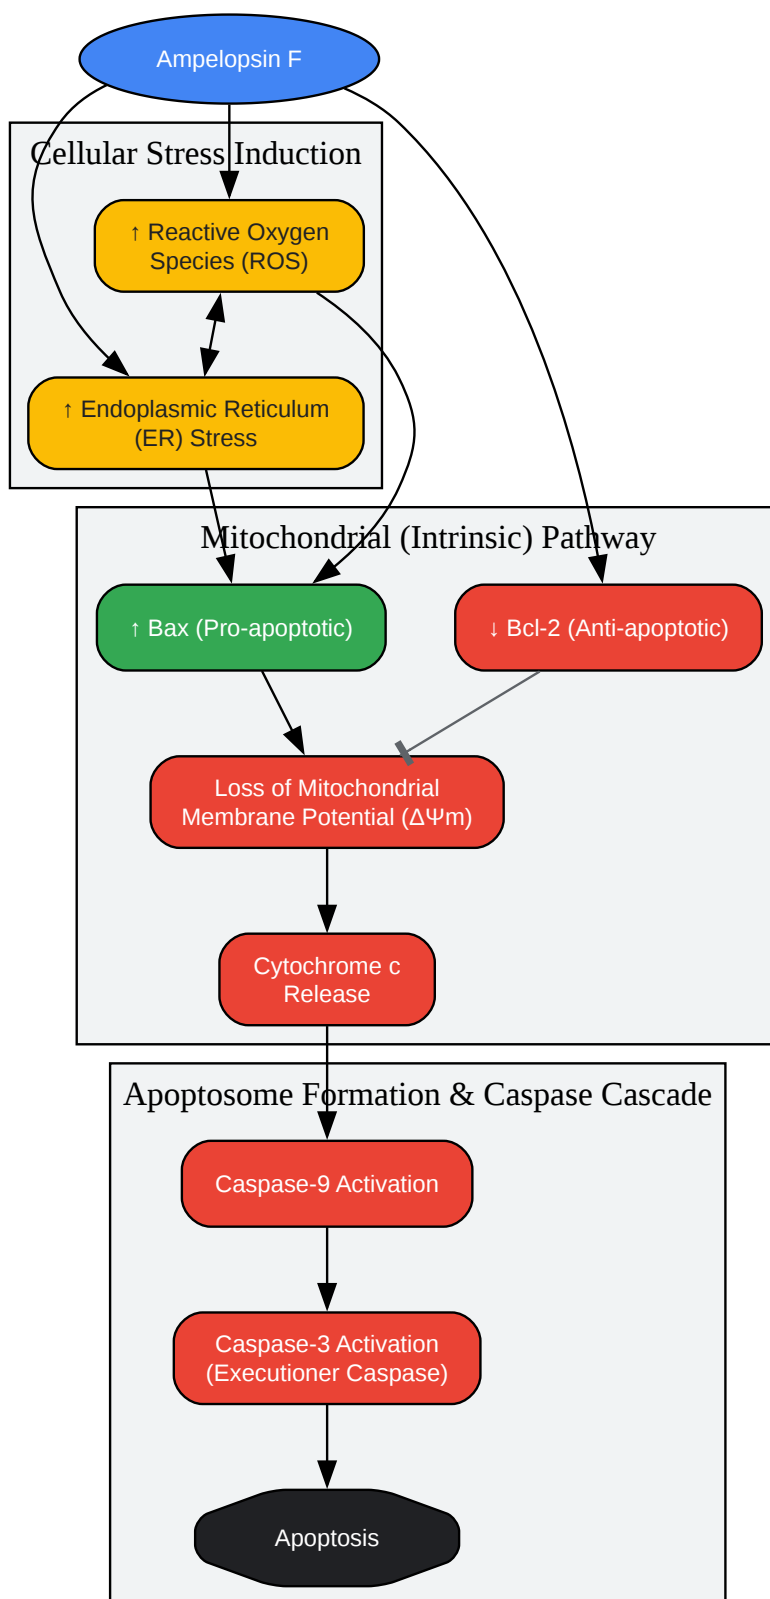 Ampelopsin F
Cellular Stress Induction
↑ Reactive Oxygen
Species (ROS)
↑ Endoplasmic Reticulum
(ER) Stress
Mitochondrial (Intrinsic) Pathway
↑ Bax (Pro-apoptotic)
↓ Bcl-2 (Anti-apoptotic)
Loss of Mitochondrial
Membrane Potential (ΔΨm)
Cytochrome c
Release
Apoptosome Formation & Caspase Cascade
Caspase-9 Activation
Caspase-3 Activation
(Executioner Caspase)
Apoptosis